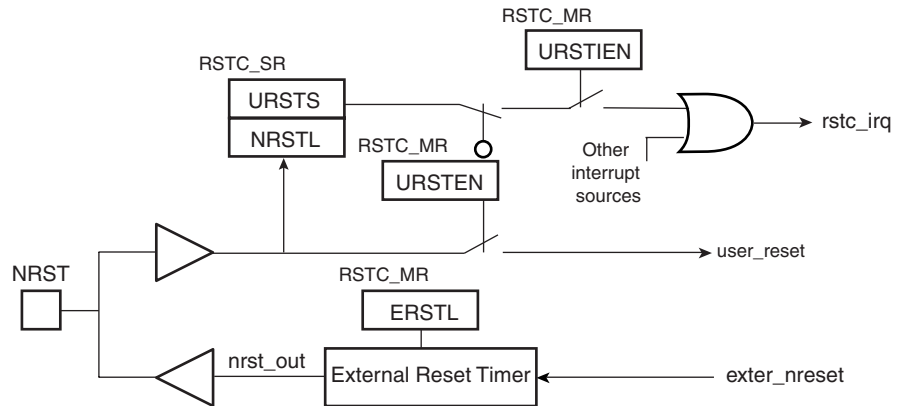 RSTC_MR
URSTIEN
RSTC_SR
URSTS
NRSTL
rstc_irq
RSTC_MR
Other
interrupt
sources
URSTEN
user_reset
NRST
RSTC_MR
ERSTL
nrst_out
External Reset Timer
exter_nreset